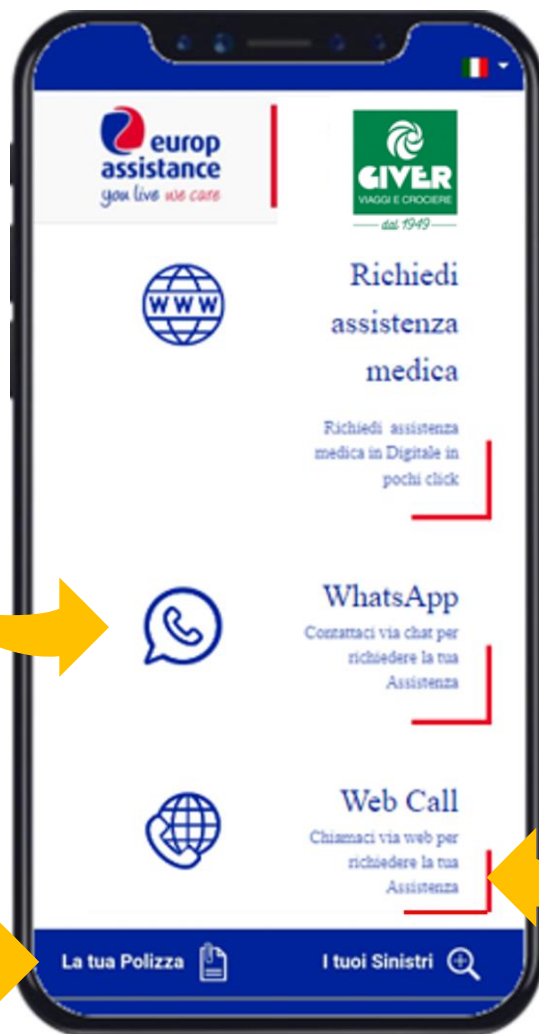 europ
assistance
you live we care
GIVER
VIAGGI E CROCIERE
dal 1949
WWW
Richiedi
assistenza
medica
Richiedi assistenza
medica in Digitale in
pochi click
WhatsApp
Contattaci via chat per
richiedere la tua
Assistenza
Web Call
Chiamaci via web per
richiedere la tua
Assistenza
La tua Polizza
I tuoi Sinistri